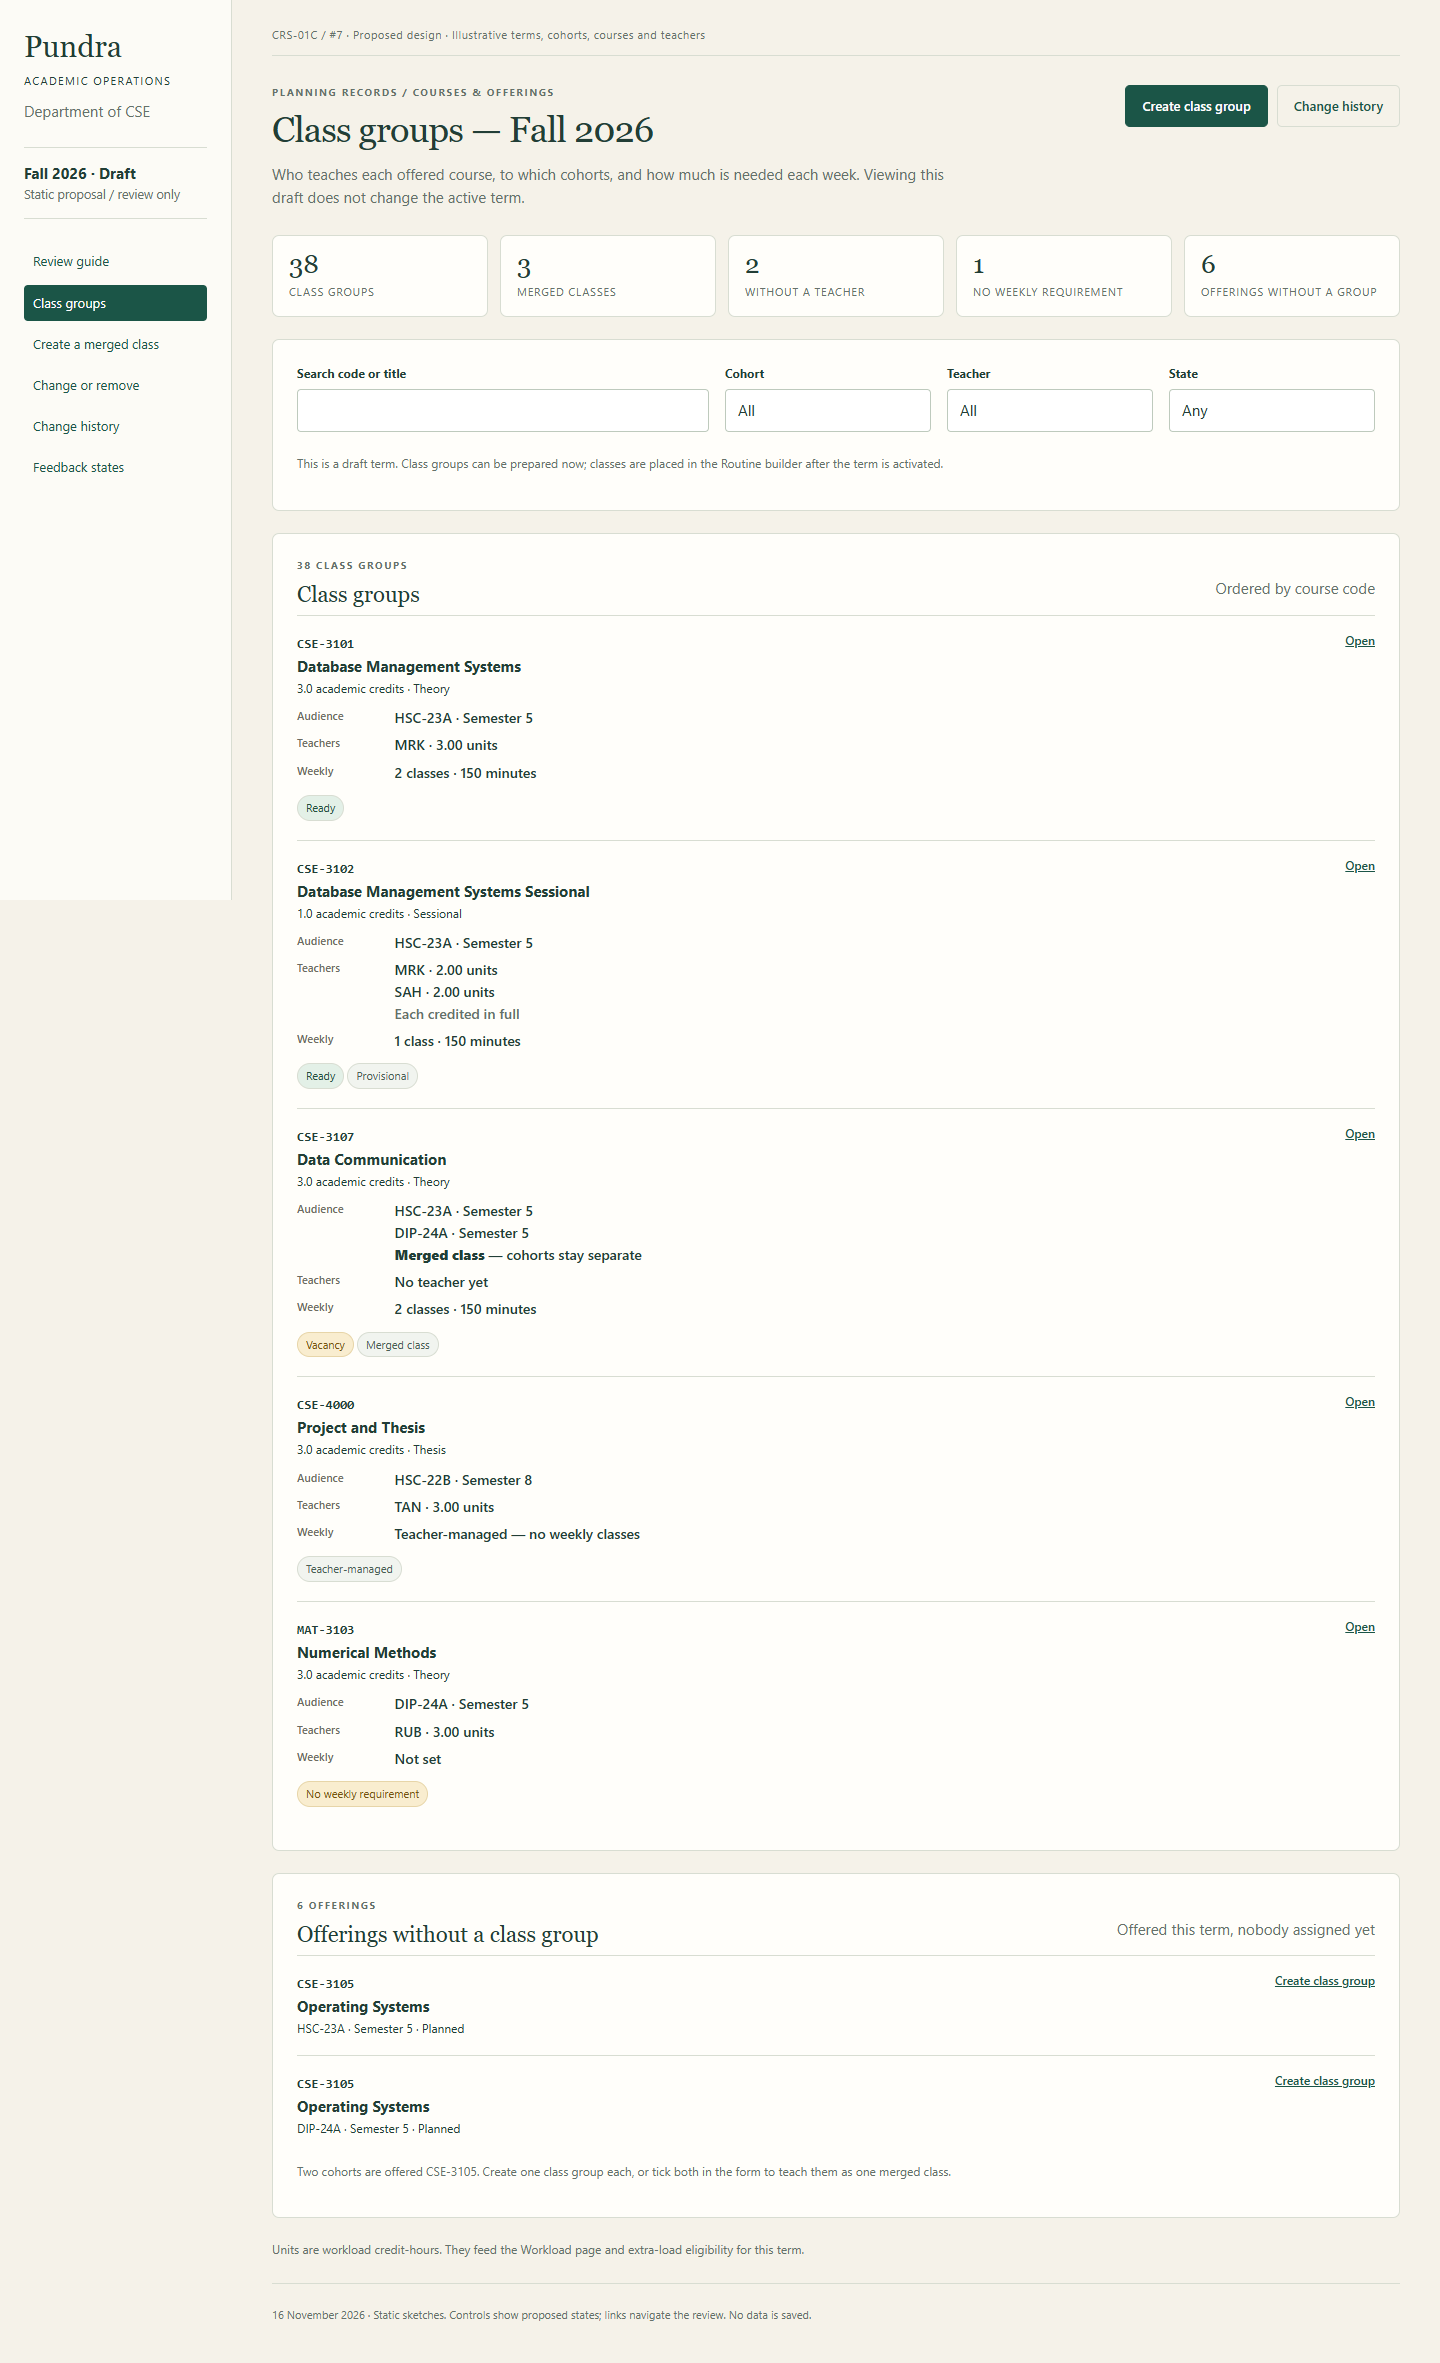 Pundra
ACADEMIC OPERATIONS
Department of CSE
Fall 2026 · Draft
Static proposal / review only
Review guide
Class groups
Create a merged class
Change or remove
Change history
Feedback states
CRS-01C / #7 · Proposed design · Illustrative terms, cohorts, courses and teachers
PLANNING RECORDS / COURSES & OFFERINGS
Class groups — Fall 2026
Who teaches each offered course, to which cohorts, and how much is needed each week. Viewing this
draft does not change the active term.
Create class group
Change history
38
CLASS GROUPS
3
MERGED CLASSES
2
WITHOUT A TEACHER
1
NO WEEKLY REQUIREMENT
6
OFFERINGS WITHOUT A GROUP
Search code or title
Cohort
All
Teacher
All
State
Any
This is a draft term. Class groups can be prepared now; classes are placed in the Routine builder after the term is activated.
38 CLASS GROUPS
Class groups
Ordered by course code
CSE-3101
Open
Database Management Systems
3.0 academic credits · Theory
Audience HSC-23A · Semester 5
Teachers MRK · 3.00 units
Weekly 2 classes · 150 minutes
Ready
CSE-3102
Open
Database Management Systems Sessional
1.0 academic credits · Sessional
Audience HSC-23A · Semester 5
Teachers MRK · 2.00 units
SAH · 2.00 units
Each credited in full
Weekly 1 class · 150 minutes
Ready Provisional
CSE-3107
Open
Data Communication
3.0 academic credits · Theory
Audience HSC-23A · Semester 5
DIP-24A · Semester 5
Merged class — cohorts stay separate
Teachers No teacher yet
Weekly 2 classes · 150 minutes
Vacancy Merged class
CSE-4000
Open
Project and Thesis
3.0 academic credits · Thesis
Audience HSC-22B · Semester 8
Teachers TAN · 3.00 units
Weekly Teacher-managed — no weekly classes
Teacher-managed
MAT-3103
Open
Numerical Methods
3.0 academic credits · Theory
Audience DIP-24A · Semester 5
Teachers RUB · 3.00 units
Weekly Not set
No weekly requirement
6 OFFERINGS
Offerings without a class group
Offered this term, nobody assigned yet
CSE-3105
Create class group
Operating Systems
HSC-23A · Semester 5 · Planned
CSE-3105
Create class group
Operating Systems
DIP-24A · Semester 5 · Planned
Two cohorts are offered CSE-3105. Create one class group each, or tick both in the form to teach them as one merged class.
Units are workload credit-hours. They feed the Workload page and extra-load eligibility for this term.
16 November 2026 · Static sketches. Controls show proposed states; links navigate the review. No data is saved.